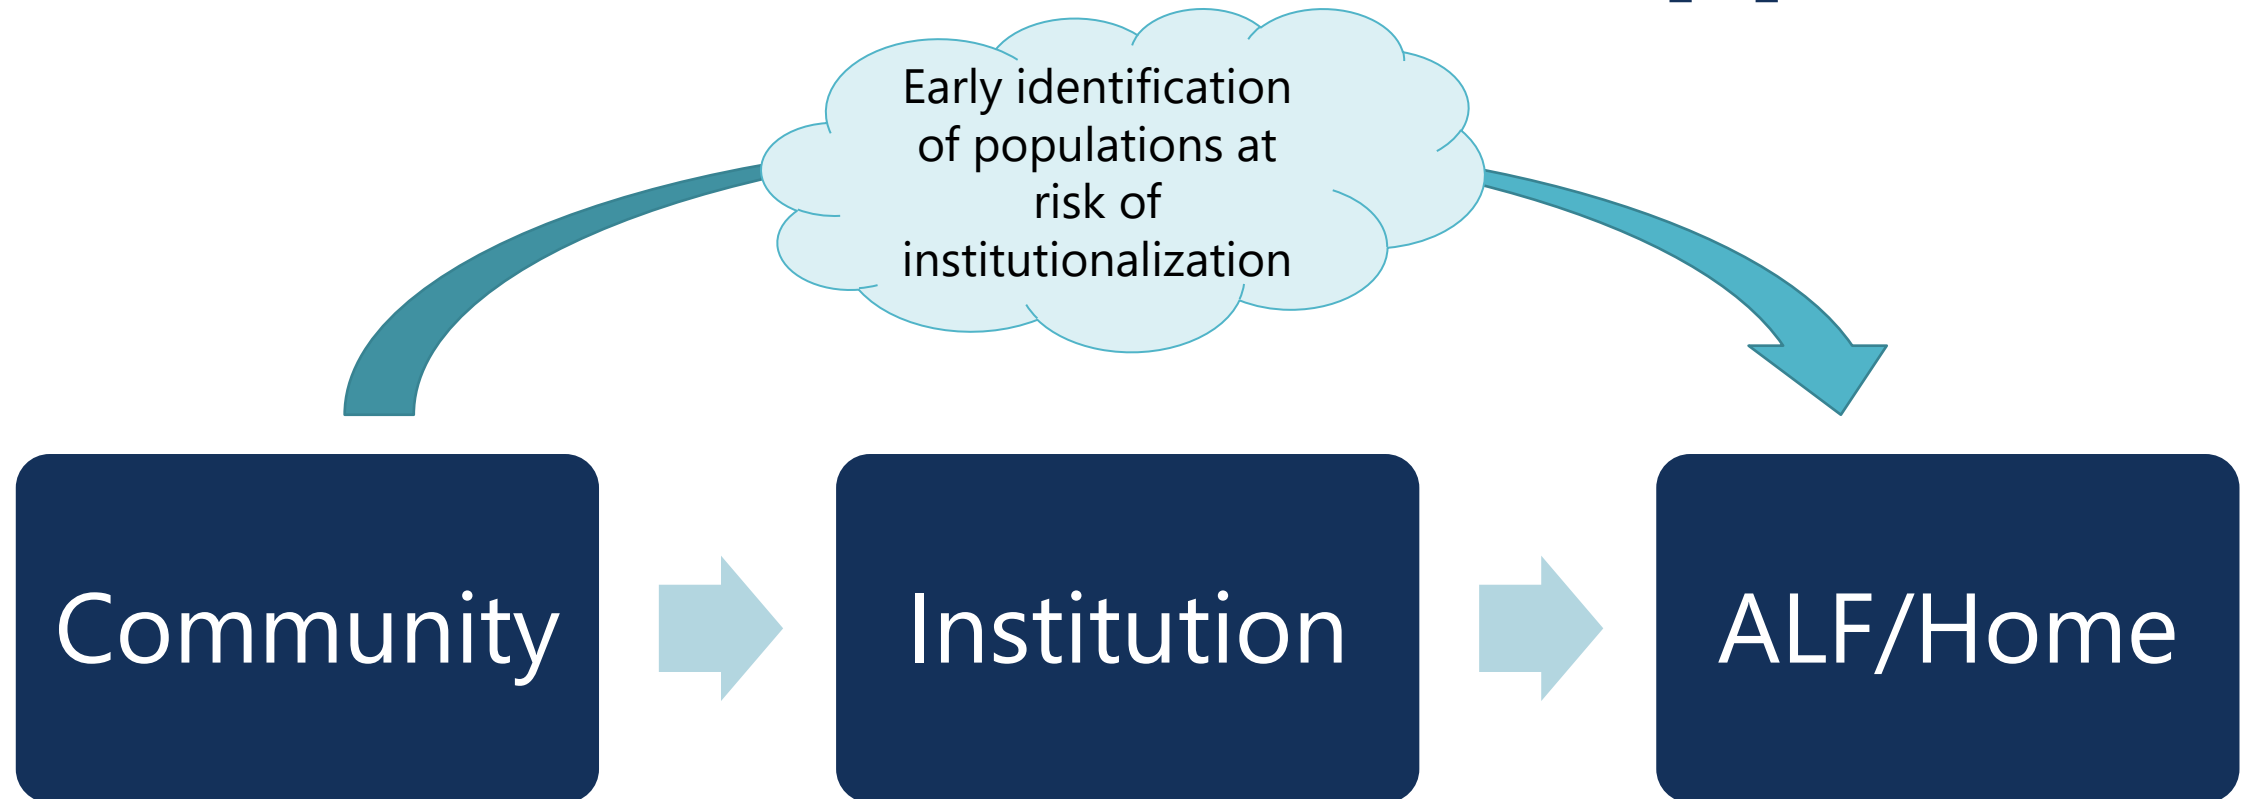 Early identification
of populations at
risk of
institutionalization
Community
Institution
ALF/Home